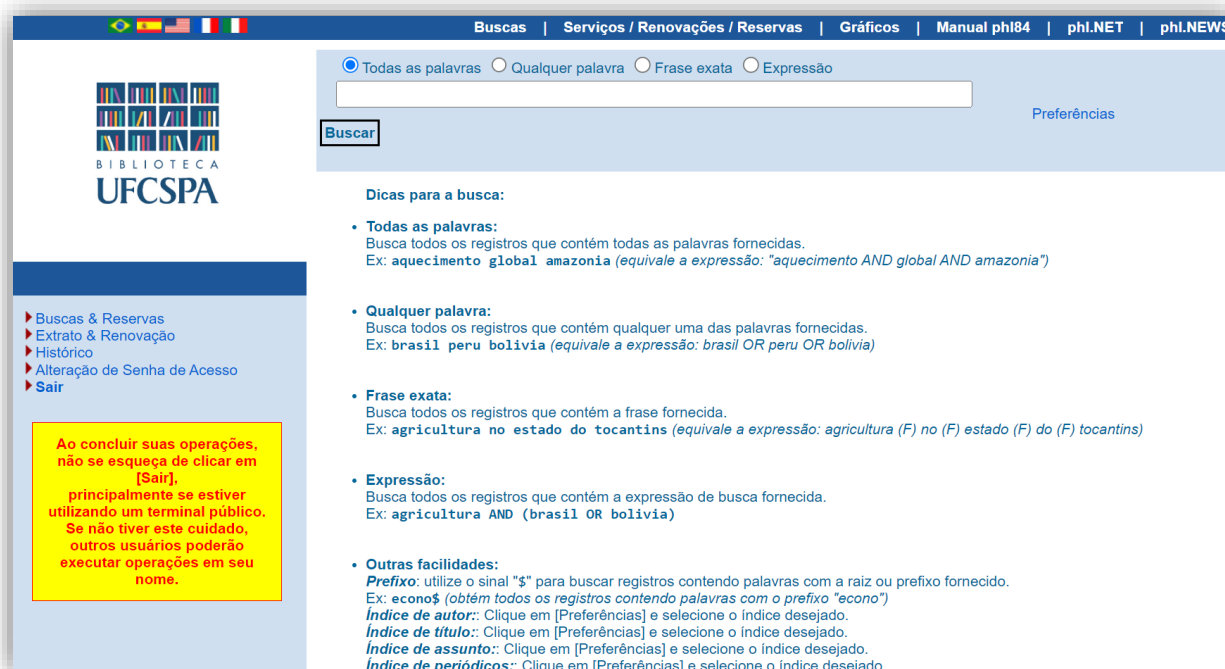 Buscas | Serviços / Renovações / Reservas | Gráficos | Manual phl84 | phl.NET | phl.NEWS
BIBLIOTECA
UFCSPA
Todas as palavras Qualquer palavra Frase exata Expressão
Preferências
Buscar
Buscas & Reservas
Extrato & Renovação
Histórico
Alteração de Senha de Acesso
Sair
Ao concluir suas operações,
não se esqueça de clicar em
[Sair],
principalmente se estiver
utilizando um terminal público.
Se não tiver este cuidado,
outros usuários poderão
executar operações em seu
nome.
Dicas para a busca:
• Todas as palavras:
Busca todos os registros que contém todas as palavras fornecidas.
Ex: aquecimento global amazonia (equivale a expressão: "aquecimento AND global AND amazonia")
• Qualquer palavra:
Busca todos os registros que contém qualquer uma das palavras fornecidas.
Ex: brasil peru bolivia (equivale a expressão: brasil OR peru OR bolivia)
• Frase exata:
Busca todos os registros que contém a frase fornecida.
Ex: agricultura no estado do tocantins (equivale a expressão: agricultura (F) no (F) estado (F) do (F) tocantins)
• Expressão:
Busca todos os registros que contém a expressão de busca fornecida.
Ex: agricultura AND (brasil OR bolivia)
• Outras facilidades:
Prefixo: utilize o sinal "$" para buscar registros contendo palavras com a raiz ou prefixo fornecido.
Ex: econo$ (obtém todos os registros contendo palavras com o prefixo "econo")
Índice de autor:: Clique em [Preferências] e selecione o índice desejado.
Índice de título:: Clique em [Preferências] e selecione o índice desejado.
Índice de assunto:: Clique em [Preferências] e selecione o índice desejado.
Índice de periódicos:: Clique em [Preferências] e selecione o índice desejado.